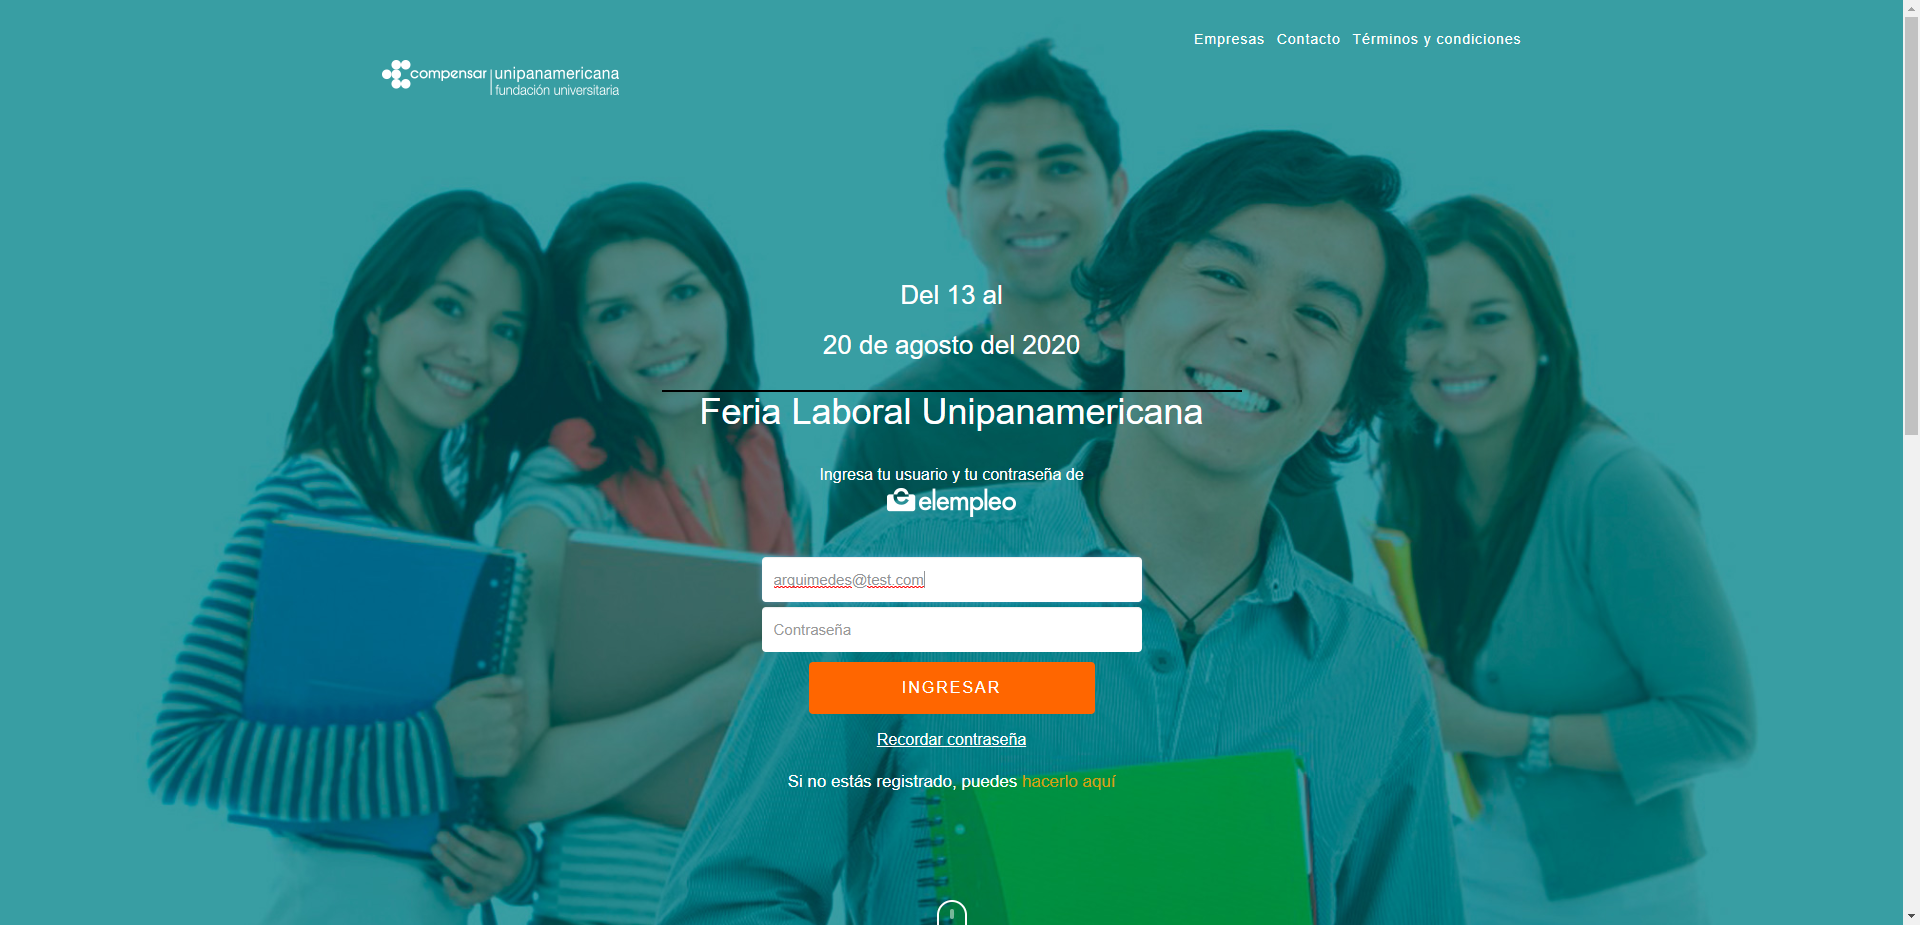 Empresas Contacto Términos y condiciones
compensar unipanamericana
fundación universitaria
Del 13 al
20 de agosto del 2020
Feria Laboral Unipanamericana
Ingresa tu usuario y tu contraseña de
elempleo
arquimedes@test.com
Contraseña
INGRESAR
Recordar contraseña
Si no estás registrado, puedes hacerlo aquí